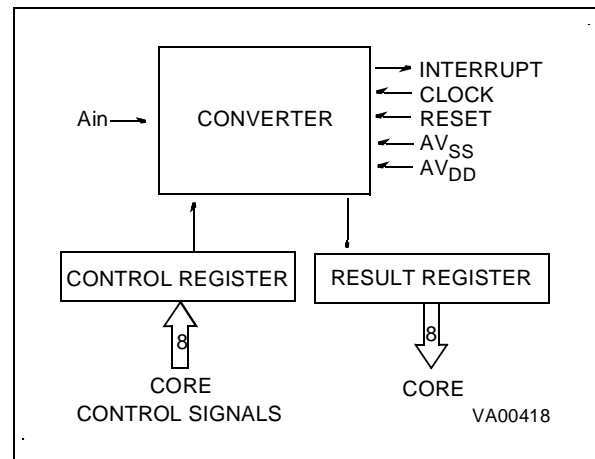 INTERRUPT
CLOCK
Ain
CONVERTER
RESET
AVSS
AVDD
CONTROL REGISTER
RESULT REGISTER
8
8
CORE
CONTROL SIGNALS
CORE
VA00418